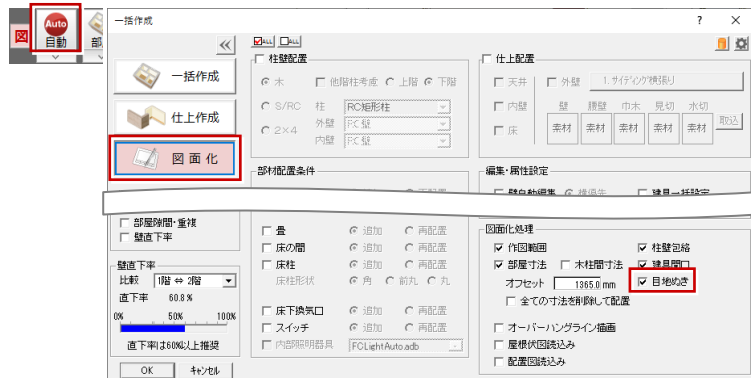 図
Auto
自動
部
一括作成
? ×
ALL ALL
一括作成
仕上作成
図面化
柱壁配置
木 他階柱考慮 上階 下階
S/RC 柱 RC矩形柱
2×4 外壁 RC壁
内壁 RC壁
部材配置条件
仕上配置
天井 外壁 1.サイディング横張り
内壁 壁 腰壁 巾木 見切 水切
床 素材 素材 素材 素材 素材 取込
編集・属性設定
部屋隙間・重複
壁直下率
壁直下率
比較 1階 ⇔ 2階
直下率 60.8%
0% 50% 100%
直下率は60%以上推奨
OK キャンセル
畳 追加 再配置
床の間 追加 再配置
床柱 追加 再配置
床柱形状 角 前丸 丸
床下換気口 追加 再配置
スイッチ 追加 再配置
内部照明器具 FCLightAuto.adb
図面化処理
作図範囲 柱壁包絡
部屋寸法 木柱間寸法 建具開口
オフセット 1365.0 mm 目地ぬき
全ての寸法を削除して配置
オーバーハングライン描画
屋根伏図読込み
配置図読込み